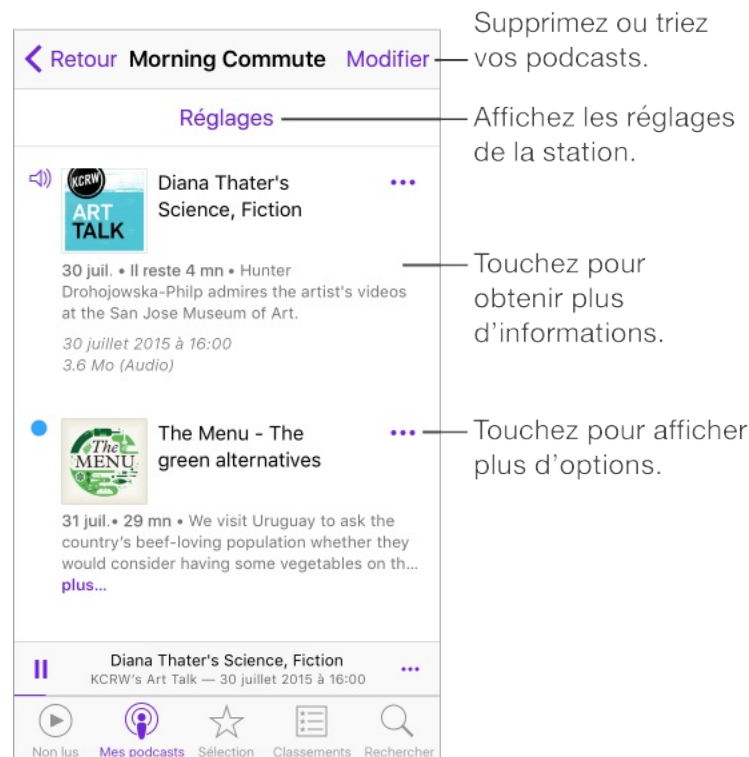 Retour Morning Commute Modifier
Supprimez ou triez
vos podcasts.
Réglages
Affichez les réglages
de la station.
KCRW
ART
TALK
Diana Thater's
Science, Fiction
•••
30 juil. • Il reste 4 mn • Hunter
Drohojowska-Philp admires the artist's videos
at the San Jose Museum of Art.
30 juillet 2015 à 16:00
3.6 Mo (Audio)
Touchez pour
obtenir plus
d'informations.
The
MENU
The Menu - The
green alternatives
•••
Touchez pour afficher
plus d'options.
31 juil.• 29 mn • We visit Uruguay to ask the
country's beef-loving population whether they
would consider having some vegetables on th...
plus...
Diana Thater's Science, Fiction
KCRW's Art Talk — 30 juillet 2015 à 16:00
•••
Non lus Mes podcasts Sélection Classements Rechercher